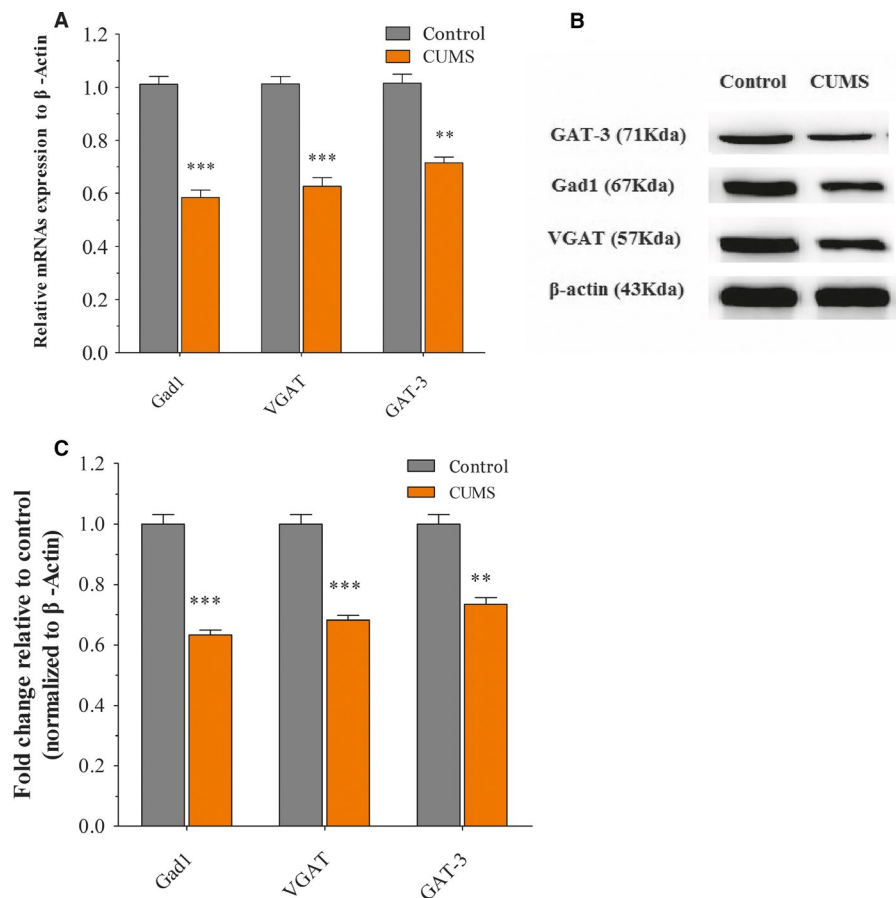 A
Relative mRNAs expression to β -Actin
1.2
1.0
0.8
0.6
0.4
0.2
0.0
Control
CUMS
***
***
**
Gad1
VGAT
GAT-3
B
Control CUMS
GAT-3 (71Kda)
Gad1 (67Kda)
VGAT (57Kda)
β-actin (43Kda)
C
Fold change relative to control
(normalized to β -Actin)
1.2
1.0
0.8
0.6
0.4
0.2
0.0
Control
CUMS
***
***
**
Gad1
VGAT
GAT-3